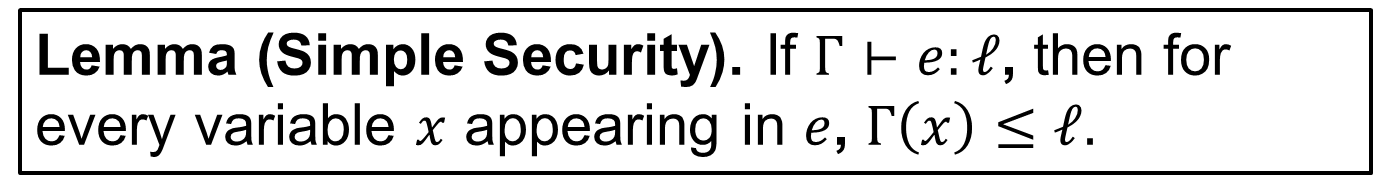 Lemma (Simple Security). If Γ ⊢ e: ℓ, then for
every variable x appearing in e, Γ(x) ≤ ℓ.